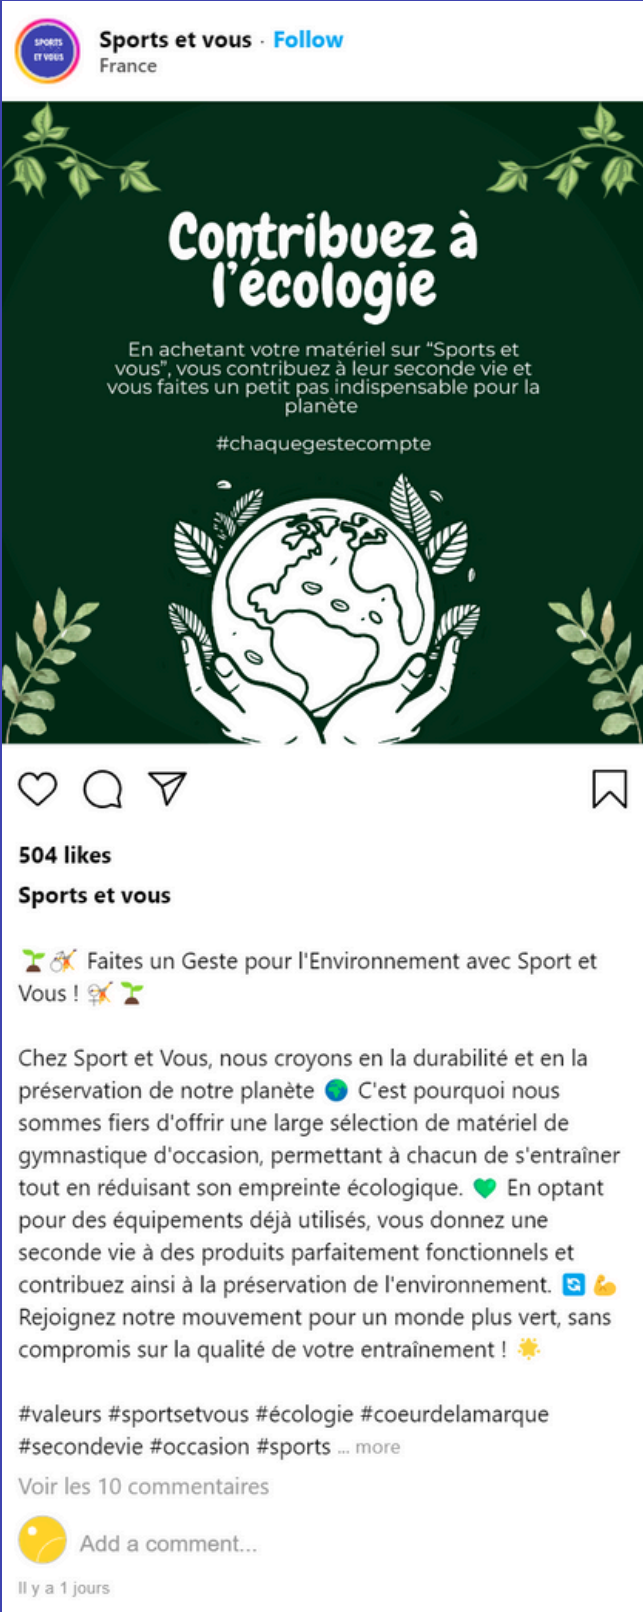 SPORTS
ET VOUS
Sports et vous · Follow
France
Contribuez à
l'écologie
En achetant votre matériel sur “Sports et
vous”, vous contribuez à leur seconde vie et
vous faites un petit pas indispensable pour la
planète
#chaquegestecompte
504 likes
Sports et vous
🌱🤾 Faites un Geste pour l'Environnement avec Sport et
Vous ! 🤾 🌱
Chez Sport et Vous, nous croyons en la durabilité et en la
préservation de notre planète 🌍 C'est pourquoi nous
sommes fiers d'offrir une large sélection de matériel de
gymnastique d'occasion, permettant à chacun de s'entraîner
tout en réduisant son empreinte écologique. 💚 En optant
pour des équipements déjà utilisés, vous donnez une
seconde vie à des produits parfaitement fonctionnels et
contribuez ainsi à la préservation de l'environnement. 🔄 💪
Rejoignez notre mouvement pour un monde plus vert, sans
compromis sur la qualité de votre entraînement ! 🌟
#valeurs #sportsetvous #écologie #coeurdelamarque
#secondevie #occasion #sports ... more
Voir les 10 commentaires
Add a comment...
Il y a 1 jours